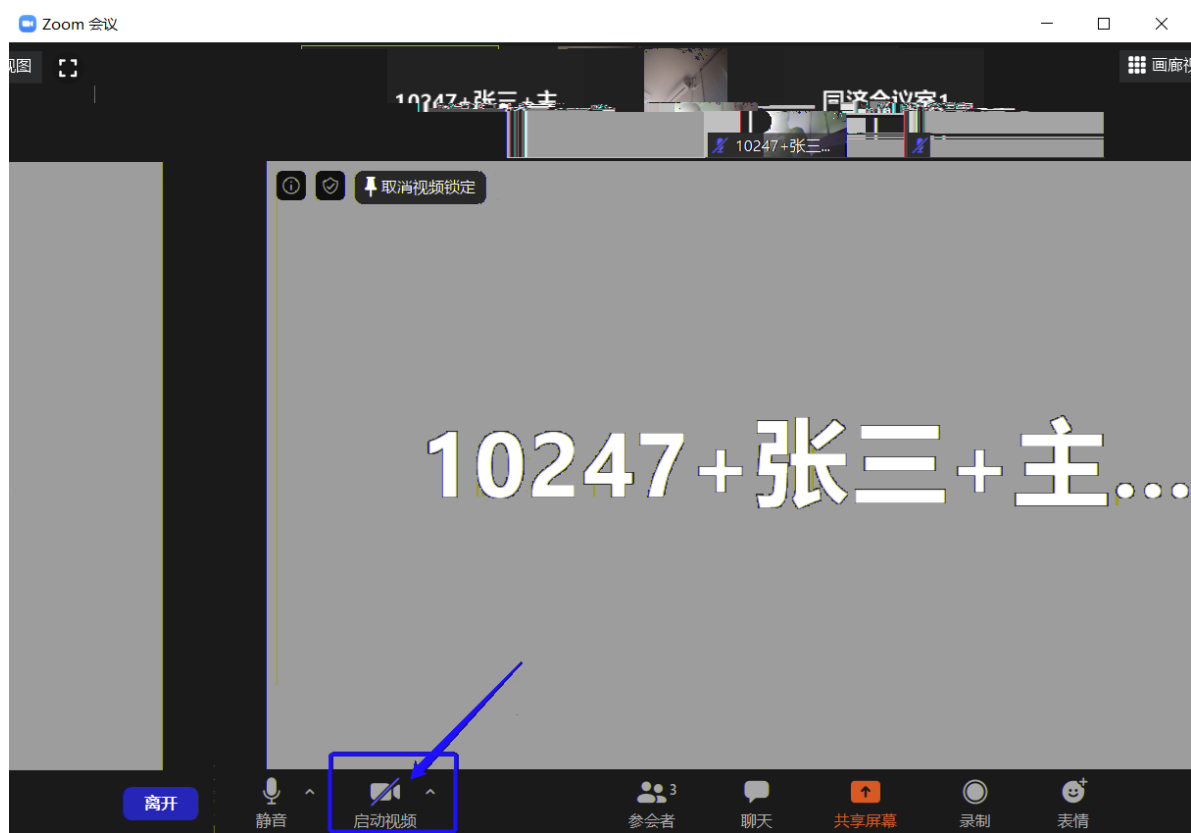 Zoom 会议
视图
画廊视
10247+张三+主
同济会议室1
10247+张三...
取消视频锁定
10247+张三+主...
离开
静音
启动视频
3
参会者
聊天
共享屏幕
录制
表情